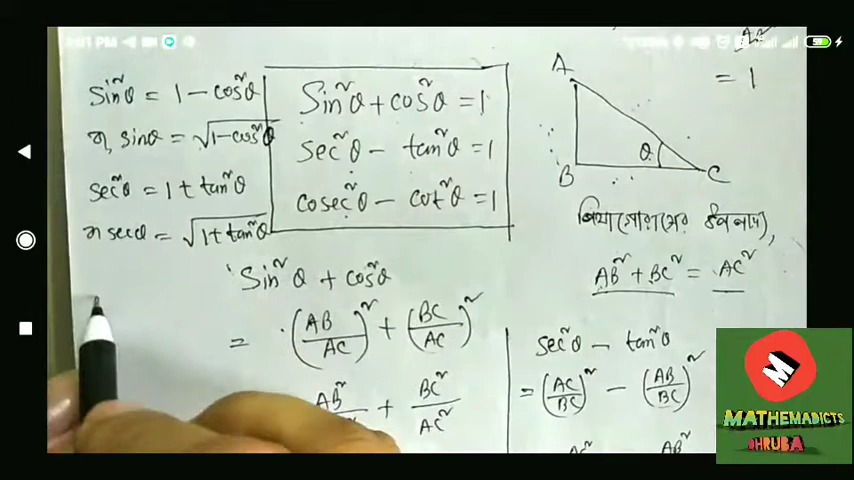 sin²θ = 1 - cos²θ
বা, sinθ = √1-cos²θ
sec²θ = 1 + tan²θ
বা secθ = √1+tan²θ
Sin²θ + cos²θ = 1
sec²θ - tan²θ = 1
cosec²θ - cot²θ = 1
= 1
A
B
θ
C
AB² + BC² = AC²
Sin²θ + cos²θ
= (AB/AC)² + (BC/AC)²
AB² + BC²/AC²
sec²θ - tan²θ
= (AC/BC)² - (AB/BC)²
AB²
MATHEMADICTS
DHRUBA